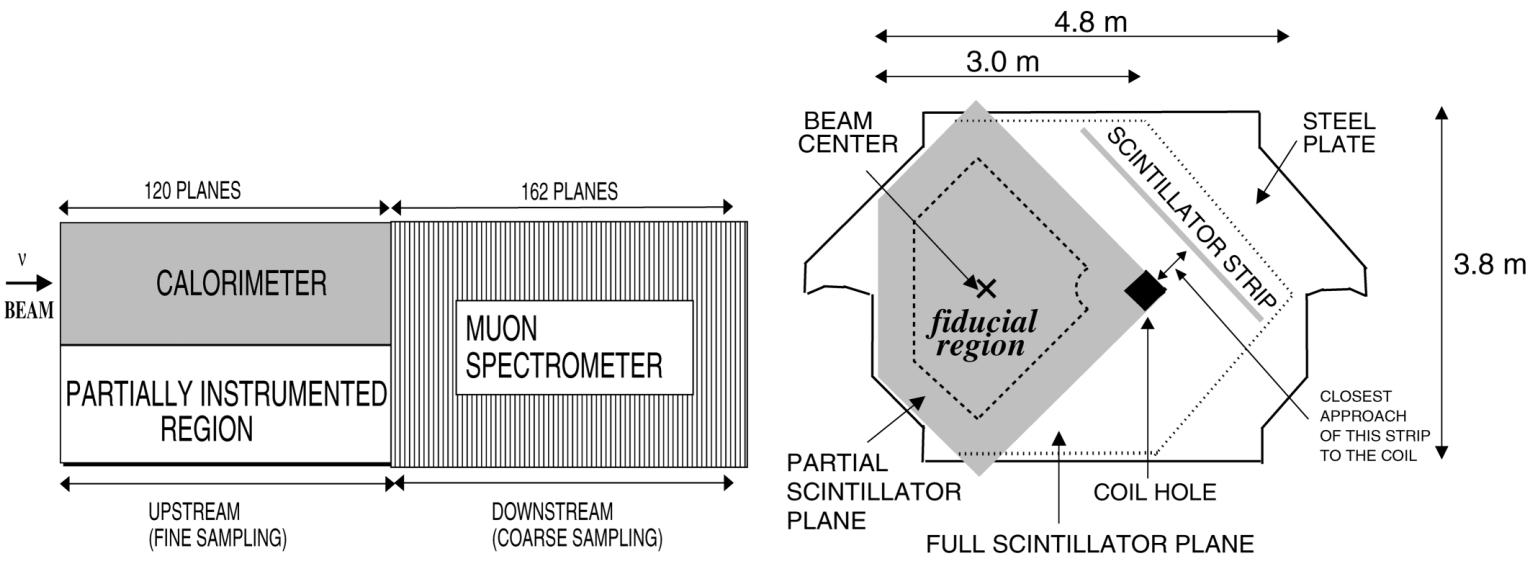 120 PLANES
162 PLANES
ν
BEAM
CALORIMETER
MUON
SPECTROMETER
PARTIALLY INSTRUMENTED
REGION
UPSTREAM
(FINE SAMPLING)
DOWNSTREAM
(COARSE SAMPLING)
4.8 m
3.0 m
BEAM
CENTER
STEEL
PLATE
SCINTILLATOR STRIP
3.8 m
fiducial
region
CLOSEST
APPROACH
OF THIS STRIP
TO THE COIL
PARTIAL
SCINTILLATOR
PLANE
COIL HOLE
FULL SCINTILLATOR PLANE